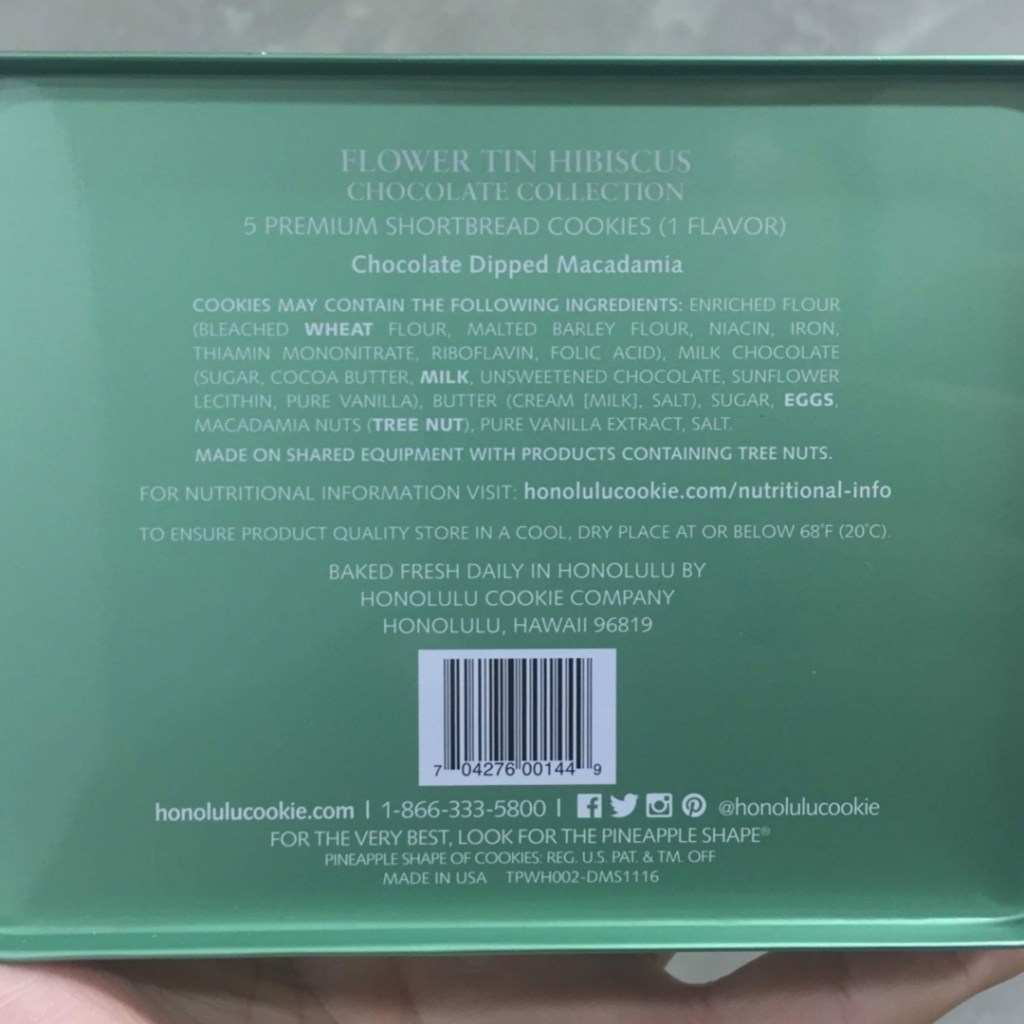 FLOWER TIN HIBISCUS
CHOCOLATE COLLECTION
5 PREMIUM SHORTBREAD COOKIES (1 FLAVOR)
Chocolate Dipped Macadamia
COOKIES MAY CONTAIN THE FOLLOWING INGREDIENTS: ENRICHED FLOUR
(BLEACHED WHEAT FLOUR, MALTED BARLEY FLOUR, NIACIN, IRON,
THIAMIN MONONITRATE, RIBOFLAVIN, FOLIC ACID), MILK CHOCOLATE
(SUGAR, COCOA BUTTER, MILK, UNSWEETENED CHOCOLATE, SUNFLOWER
LECITHIN, PURE VANILLA), BUTTER (CREAM [MILK], SALT), SUGAR, EGGS,
MACADAMIA NUTS (TREE NUT), PURE VANILLA EXTRACT, SALT.
MADE ON SHARED EQUIPMENT WITH PRODUCTS CONTAINING TREE NUTS.
FOR NUTRITIONAL INFORMATION VISIT: honolulucookie.com/nutritional-info
TO ENSURE PRODUCT QUALITY STORE IN A COOL, DRY PLACE AT OR BELOW 68°F (20°C).
BAKED FRESH DAILY IN HONOLULU BY
HONOLULU COOKIE COMPANY
HONOLULU, HAWAII 96819
7 04276 00144 9
honolulucookie.com | 1-866-333-5800 | @honolulucookie
FOR THE VERY BEST, LOOK FOR THE PINEAPPLE SHAPE®
PINEAPPLE SHAPE OF COOKIES: REG. U.S. PAT. & TM. OFF
MADE IN USA TPWH002-DMS1116